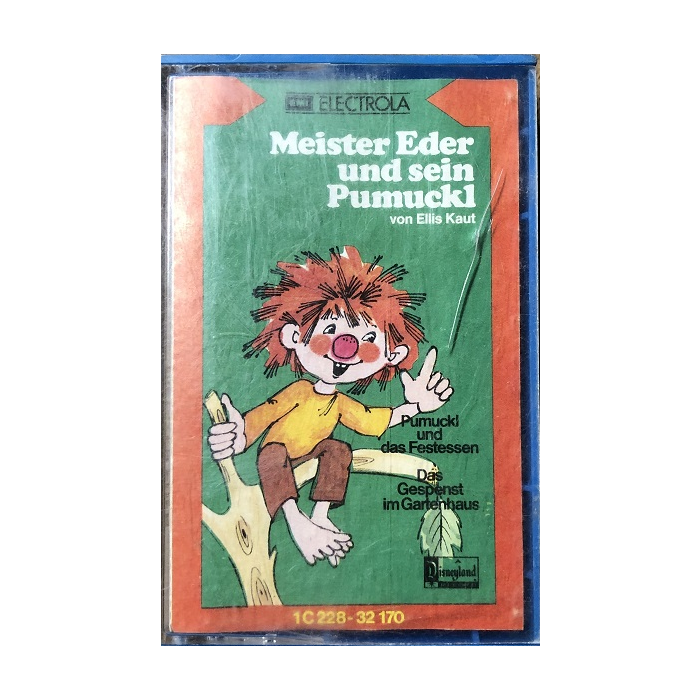 EMI ELECTROLA
Meister Eder
und sein
Pumuckl
von Ellis Kaut
Pumuckl
und
das Festessen
Das
Gespenst
im Gartenhaus
Disneyland
1C 228-32 170